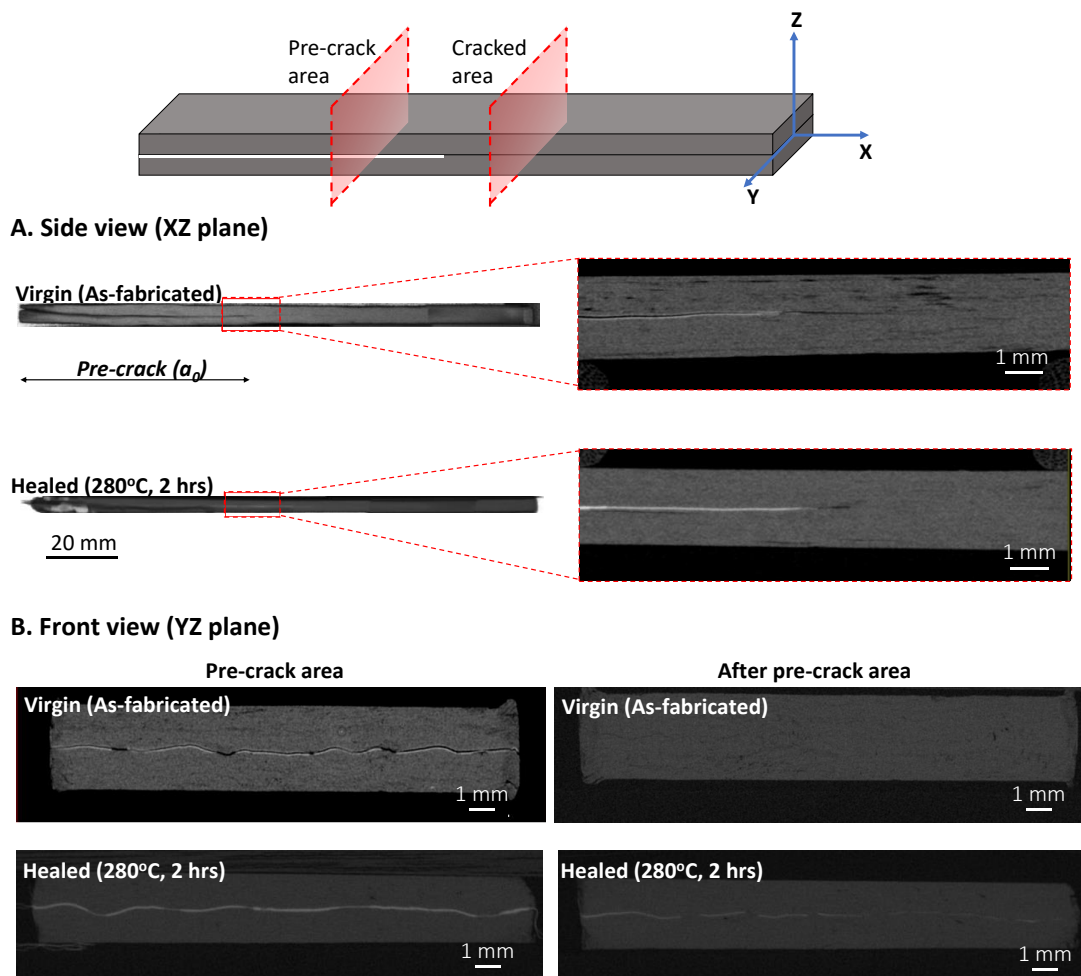 Z
Pre-crack
area
Cracked
area
X
Y
A. Side view (XZ plane)
Virgin (As-fabricated)
Pre-crack (a₀)
1 mm
Healed (280ᵒC, 2 hrs)
20 mm
1 mm
B. Front view (YZ plane)
Pre-crack area
After pre-crack area
Virgin (As-fabricated)
1 mm
Virgin (As-fabricated)
1 mm
Healed (280ᵒC, 2 hrs)
1 mm
Healed (280ᵒC, 2 hrs)
1 mm